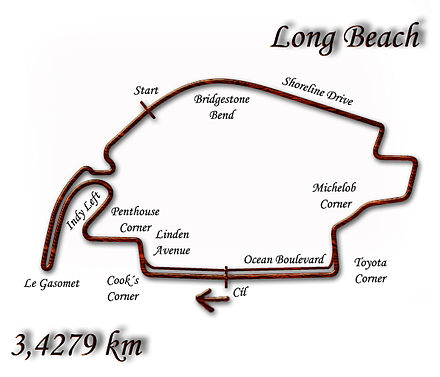 Long Beach
Start
Bridgestone
Bend
Shoreline Drive
Michelob
Corner
Indy Left
Penthouse
Corner
Linden
Avenue
Ocean Boulevard
Toyota
Corner
Le Gasomet
Cook´s
Corner
Cil
3,4279 km